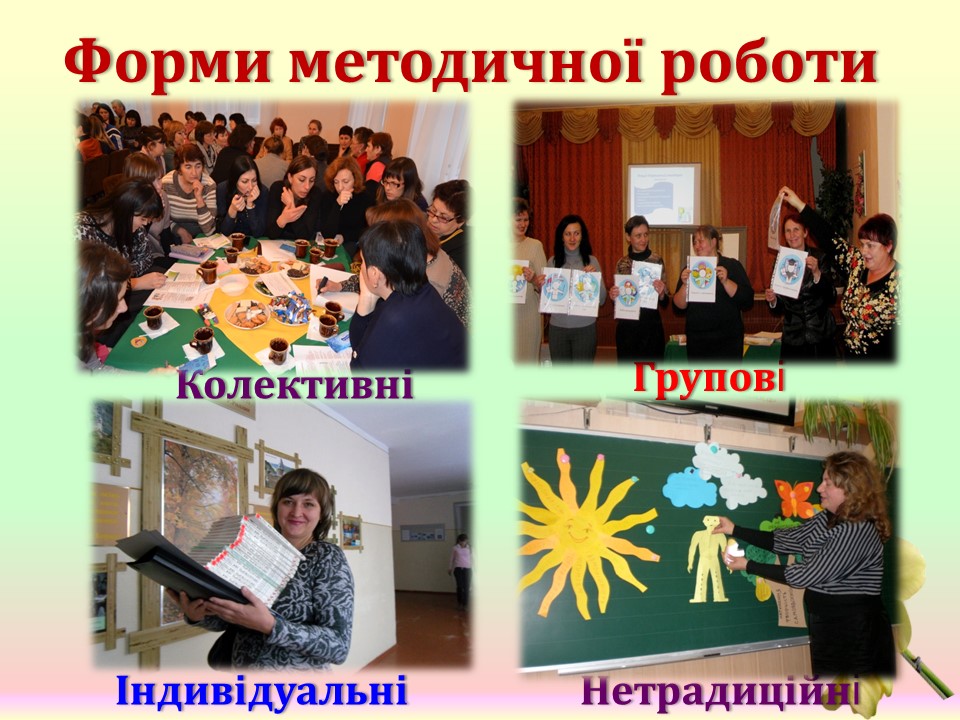 Форми методичної роботи
Колективні
Групові
Індивідуальні
Нетрадиційні